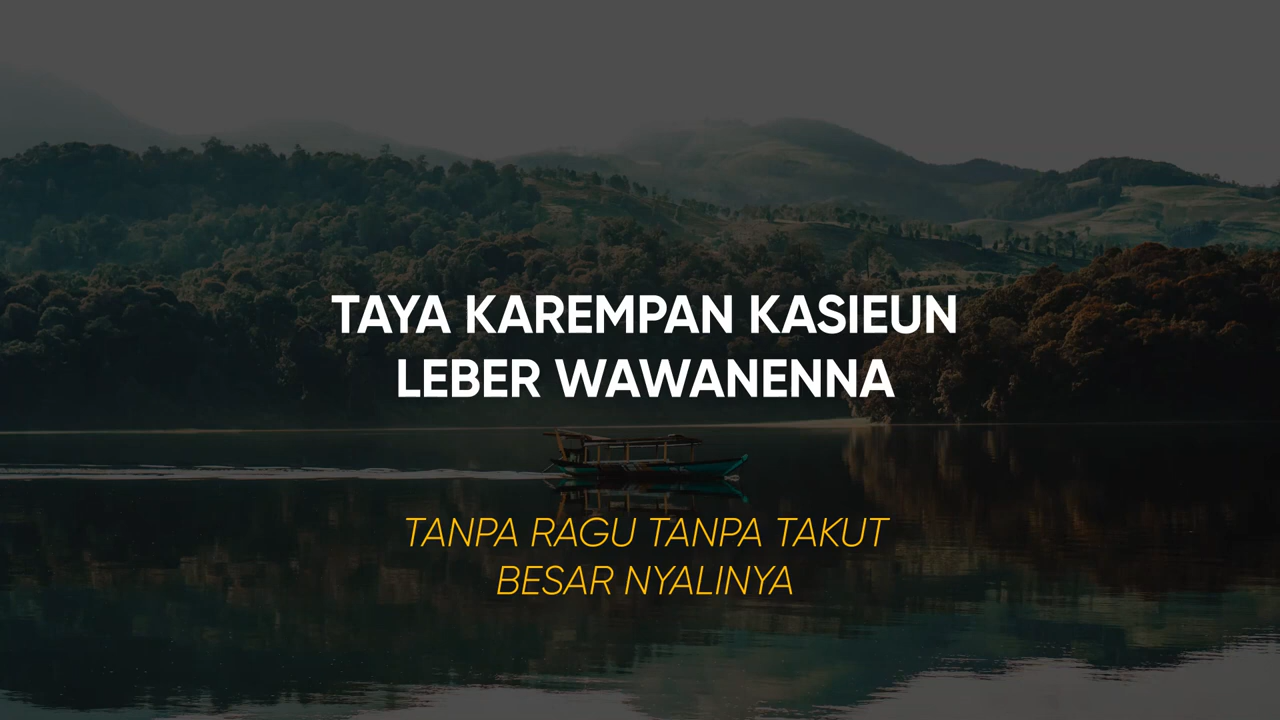 TAYA KAREMPAN KASIEUN
LEBER WAWANENNA
TANPA RAGU TANPA TAKUT
BESAR NYALINYA